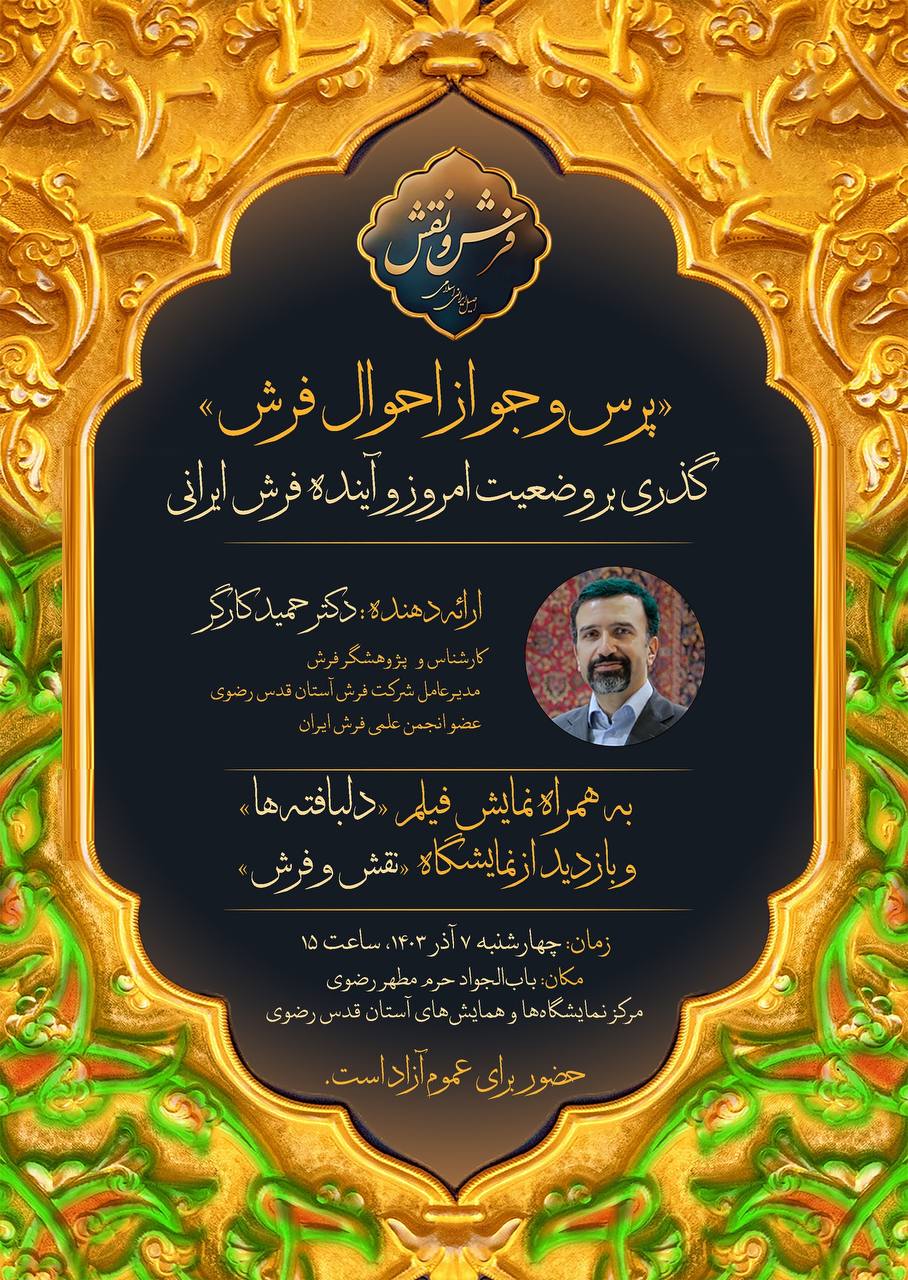 فرش و نقش
اصیل ایرانی اسلامی
«پرس و جو از احوال فرش»
گذری بر وضعیت امروز و آینده فرش ایرانی
ارائه‌دهنده: دکتر حمید کارگر
کارشناس و پژوهشگر فرش
مدیرعامل شرکت فرش آستان قدس رضوی
عضو انجمن علمی فرش ایران
به همراه نمایش فیلم «دلبافته‌ها»
و بازدید از نمایشگاه «نقش و فرش»
زمان: چهارشنبه ۷ آذر ۱۴۰۳، ساعت ۱۵
مکان: باب‌الجواد حرم مطهر رضوی
مرکز نمایشگاه‌ها و همایش‌های آستان قدس رضوی
حضور برای عموم آزاد است.